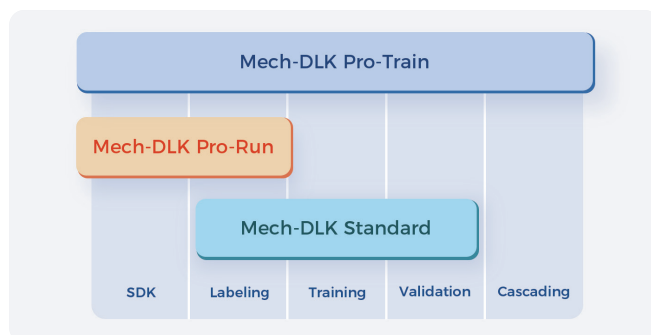 Mech-DLK Pro-Train
Mech-DLK Pro-Run
Mech-DLK Standard
SDK
Labeling
Training
Validation
Cascading